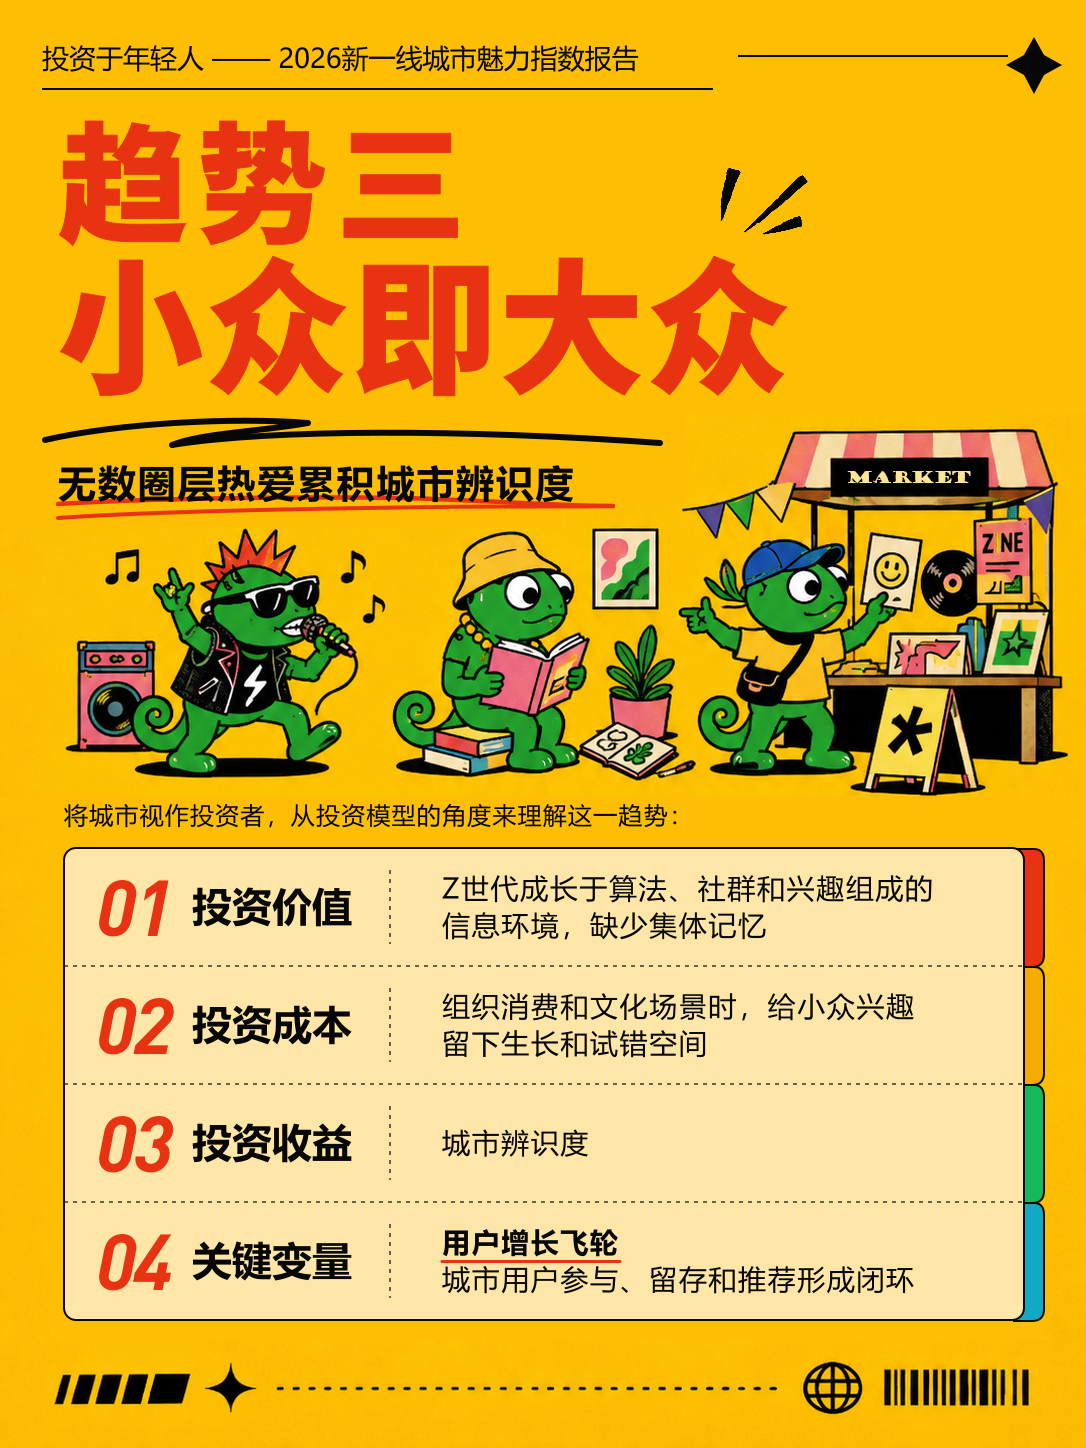 投资于年轻人 —— 2026新一线城市魅力指数报告
趋势三
小众即大众
无数圈层热爱累积城市辨识度
MARKET
ZINE
将城市视作投资者，从投资模型的角度来理解这一趋势：
01 投资价值
Z世代成长于算法、社群和兴趣组成的
信息环境，缺少集体记忆
02 投资成本
组织消费和文化场景时，给小众兴趣
留下生长和试错空间
03 投资收益
城市辨识度
04 关键变量
用户增长飞轮
城市用户参与、留存和推荐形成闭环